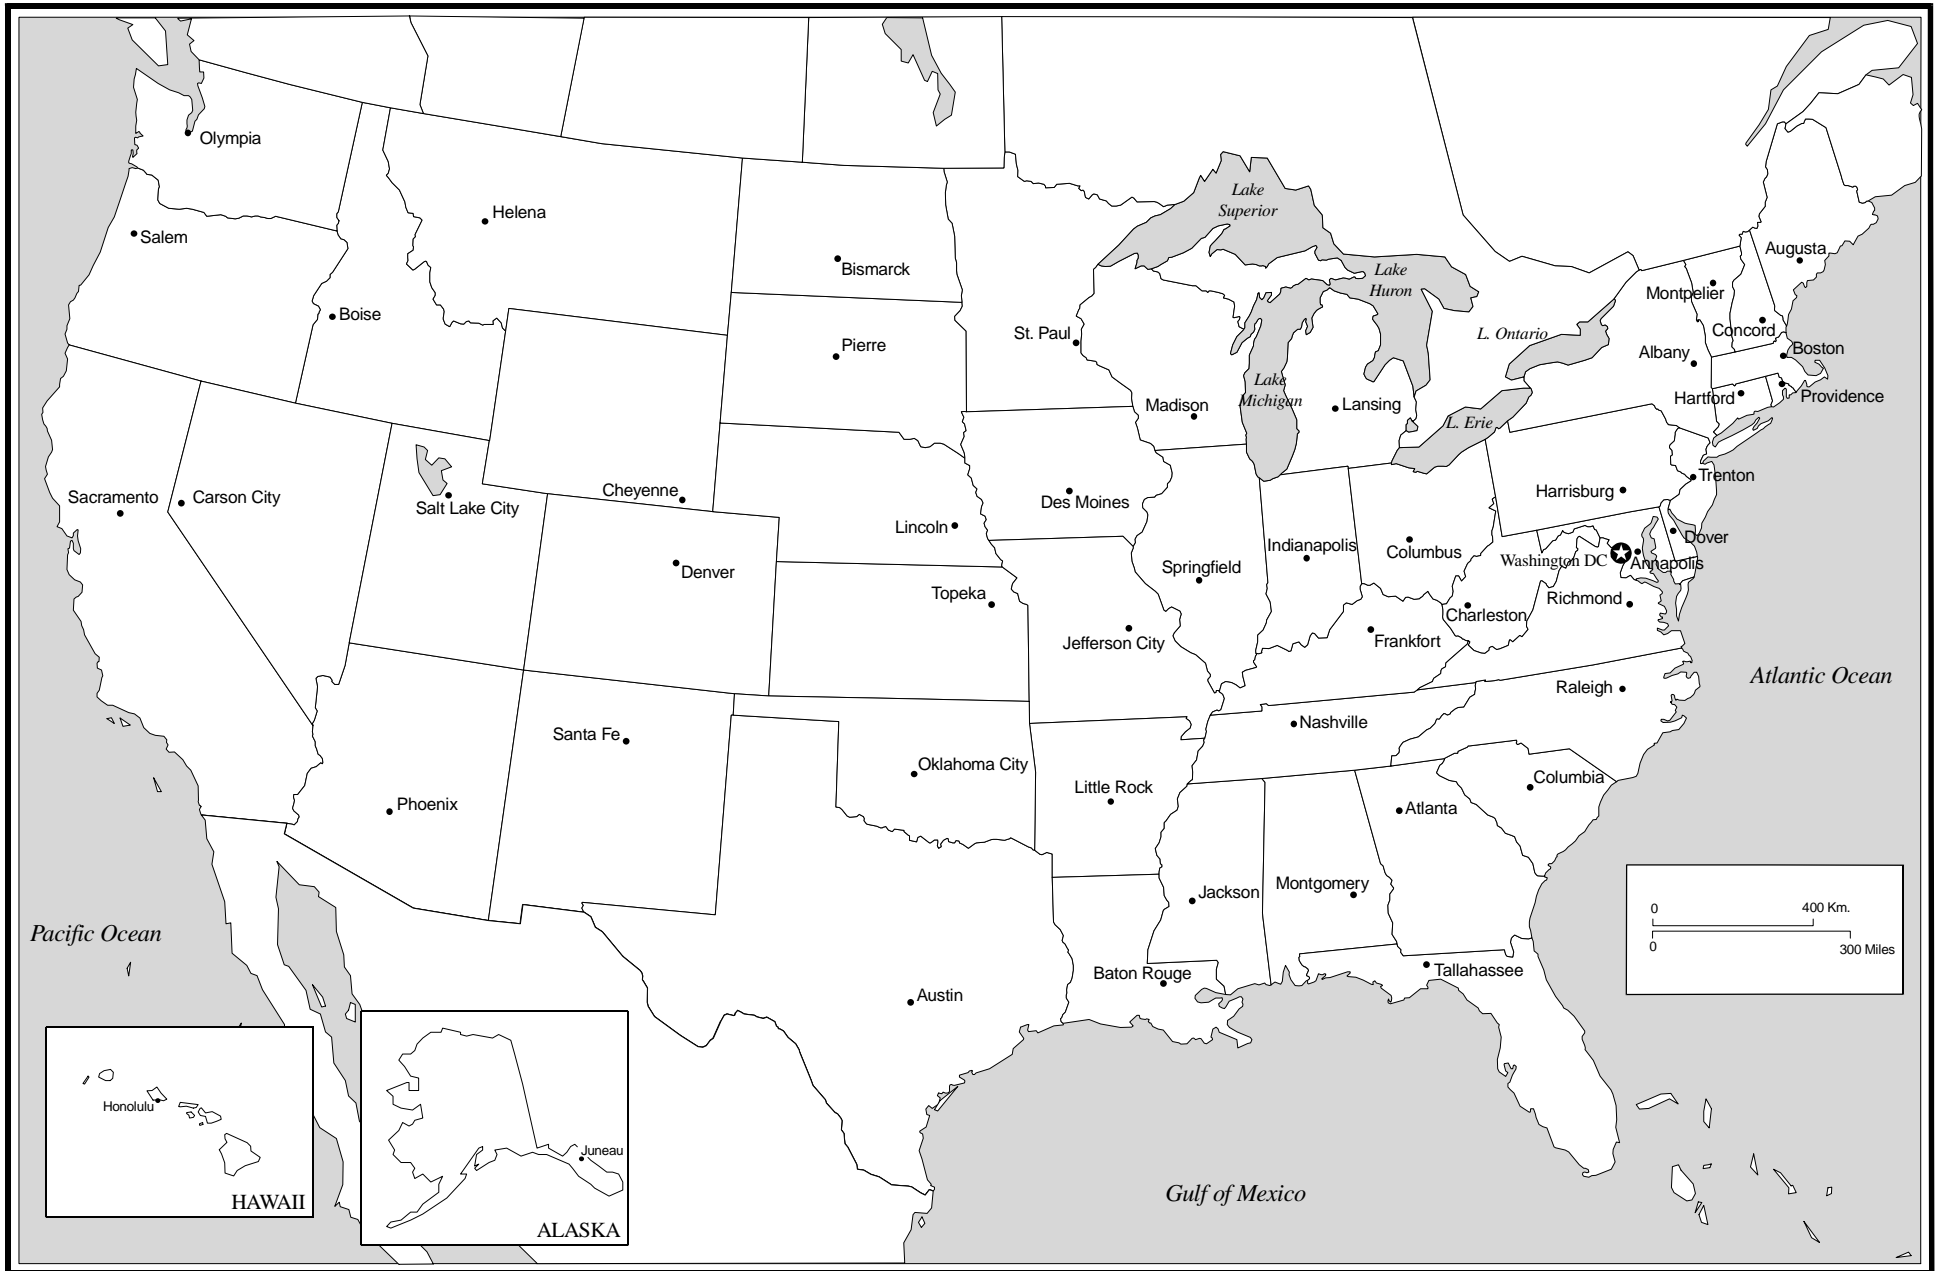 Olympia
Helena
Salem
Bismarck
Boise
Pierre
St. Paul
Lake
Superior
Lake
Huron
Augusta
Montpelier
Concord
L. Ontario
Albany
Boston
Lake
Michigan
Madison
Lansing
Hartford
Providence
L. Erie
Sacramento
Carson City
Salt Lake City
Cheyenne
Lincoln
Des Moines
Harrisburg
Trenton
Denver
Topeka
Springfield
Indianapolis
Columbus
Washington DC
Dover
Annapolis
Richmond
Charleston
Jefferson City
Frankfort
Atlantic Ocean
Raleigh
Santa Fe
Nashville
Oklahoma City
Little Rock
Columbia
Phoenix
Atlanta
Jackson
Montgomery
Pacific Ocean
0
400 Km.
0
300 Miles
Baton Rouge
Tallahassee
Austin
Honolulu
HAWAII
Juneau
ALASKA
Gulf of Mexico